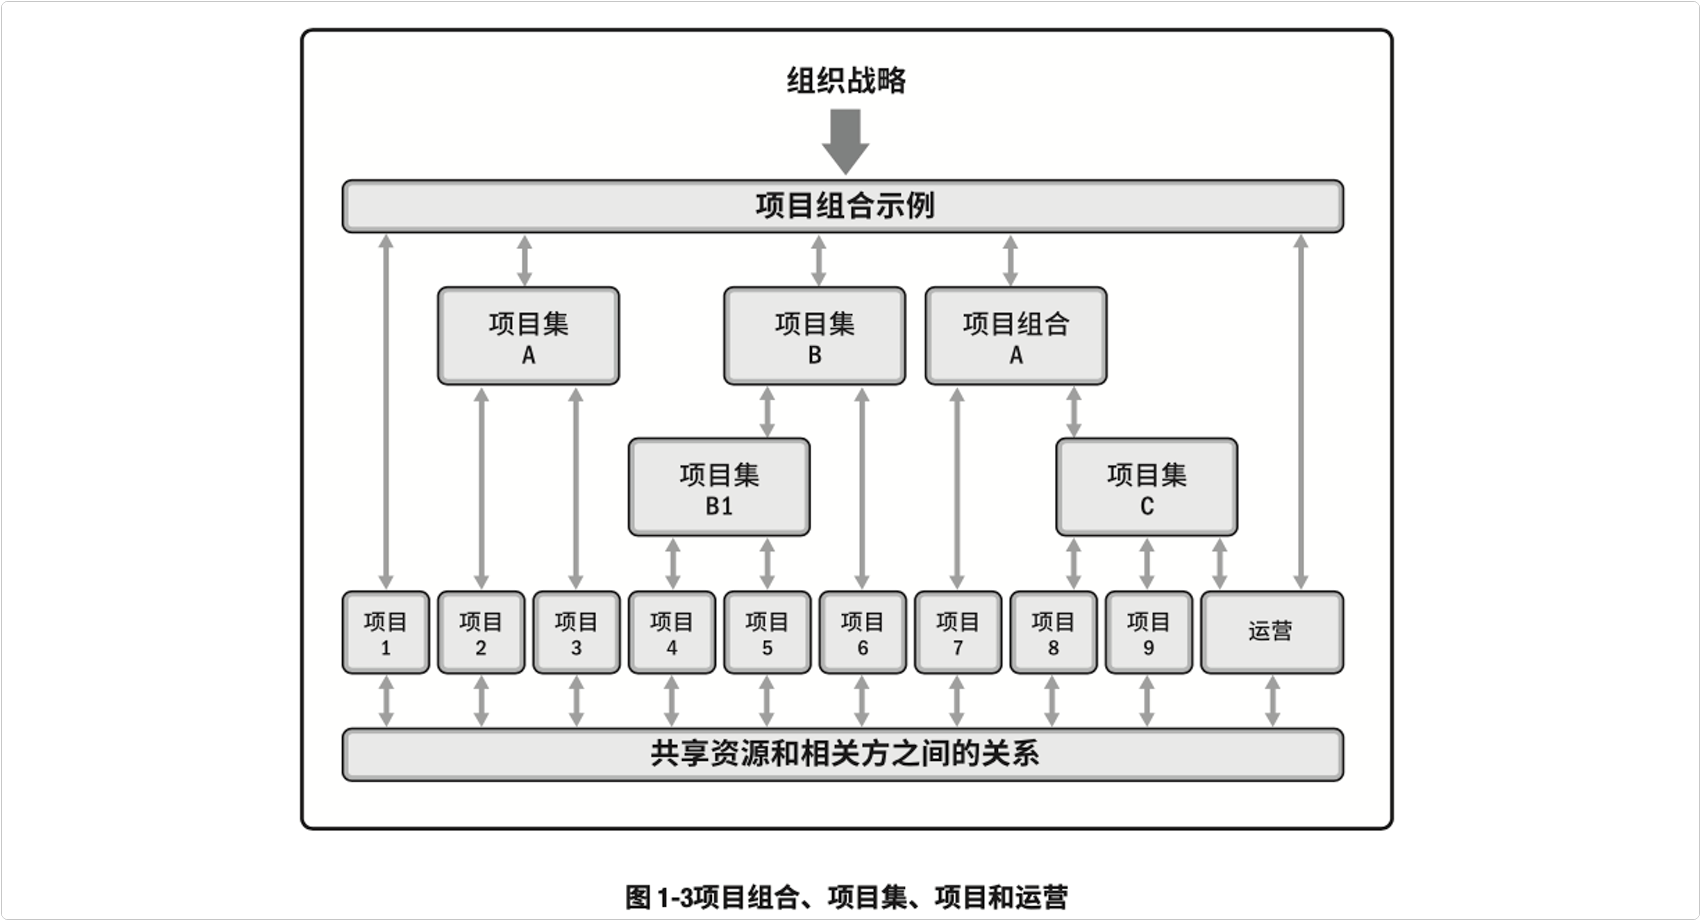 组织战略
项目组合示例
项目集
A
项目集
B
项目组合
A
项目集
B1
项目集
C
项目
1
项目
2
项目
3
项目
4
项目
5
项目
6
项目
7
项目
8
项目
9
运营
共享资源和相关方之间的关系
图 1-3项目组合、项目集、项目和运营